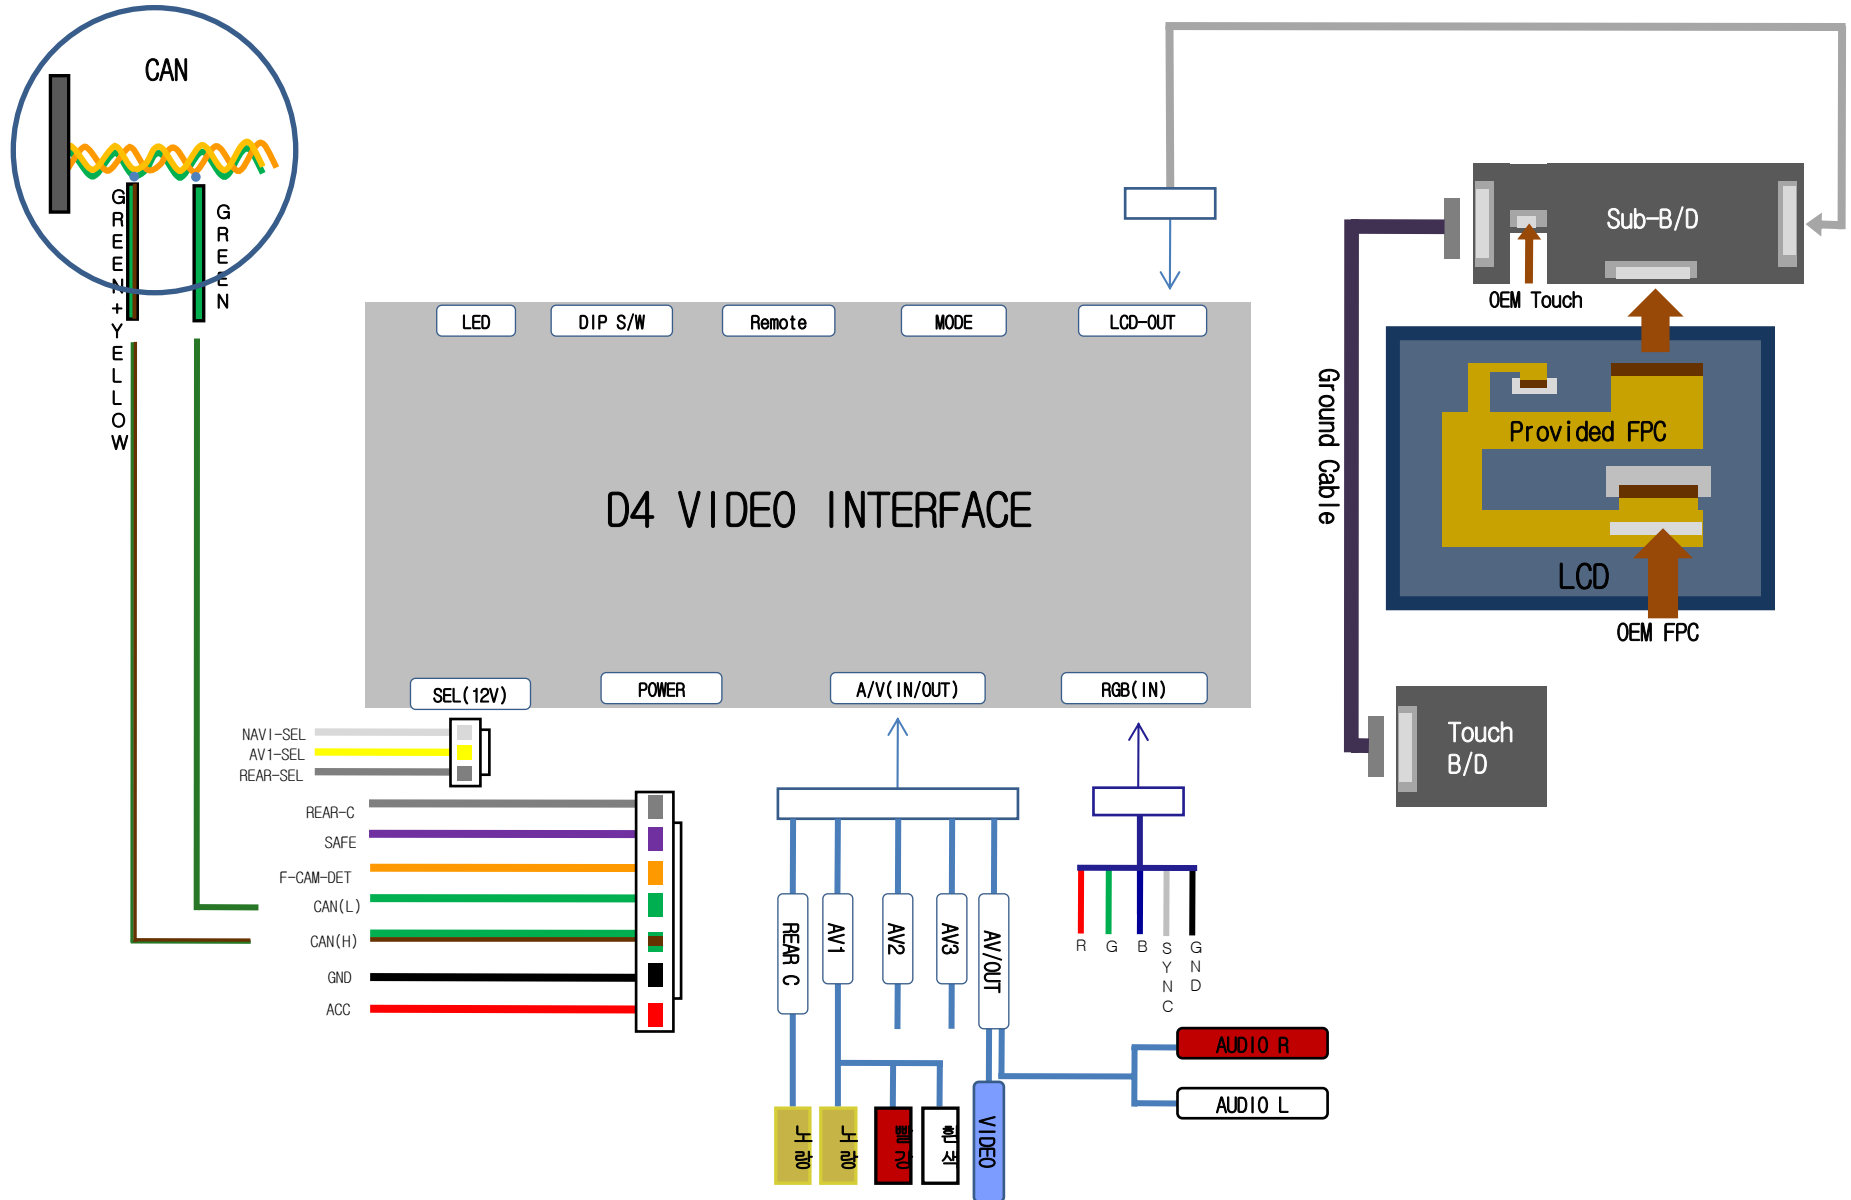 CAN
GREEN+YELLOW
GREEN
LED
DIP S/W
Remote
MODE
LCD-OUT
D4 VIDEO INTERFACE
SEL(12V)
POWER
A/V(IN/OUT)
RGB(IN)
Sub-B/D
OEM Touch
Provided FPC
LCD
OEM FPC
Ground Cable
Touch
B/D
NAVI-SEL
AV1-SEL
REAR-SEL
REAR-C
SAFE
F-CAM-DET
CAN(L)
CAN(H)
GND
ACC
REAR C
AV1
AV2
AV3
AV/OUT
R
G
B
SYNC
GND
AUDIO R
AUDIO L
노랑
노랑
빨강
흰색
VIDEO